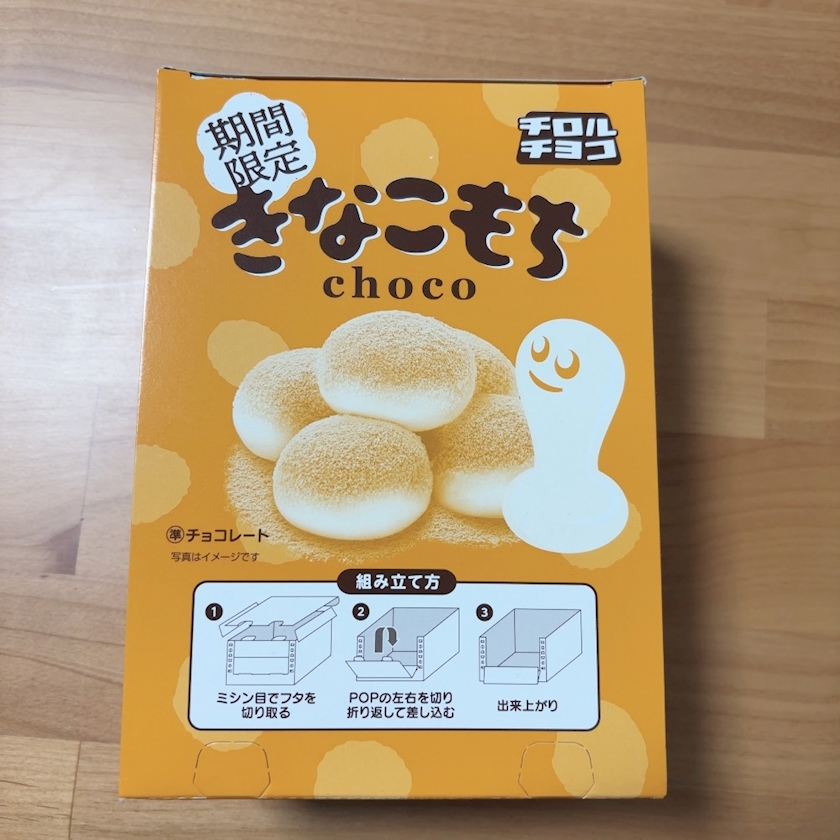 期間
限定
チロル
チョコ
きなこもち
choco
準チョコレート
写真はイメージです
組み立て方
1
2
3
ミシン目でフタを
切り取る
POPの左右を切り
折り返して差し込む
出来上がり